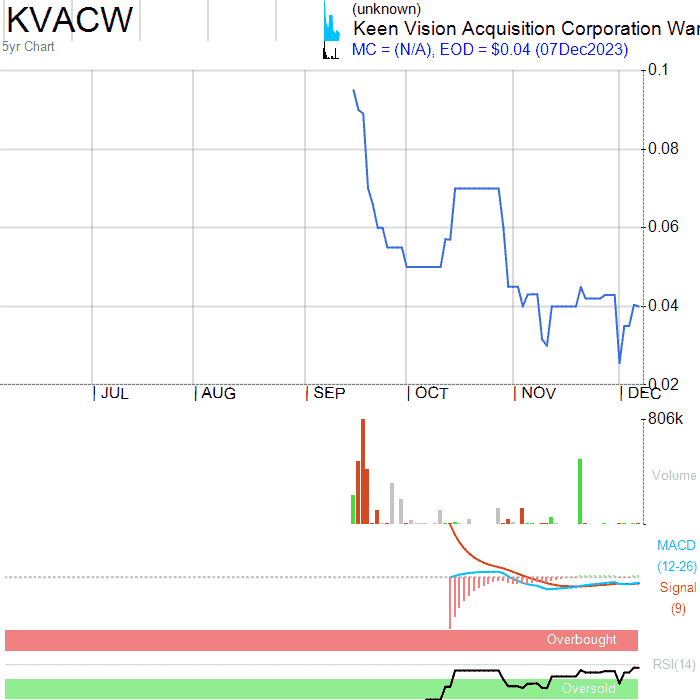 KVACW
5yr Chart
(unknown)
Keen Vision Acquisition Corporation War
MC = (N/A), EOD = $0.04 (07Dec2023)
0.1
0.08
0.06
0.04
0.02
JUL AUG SEP OCT NOV DEC
806k
Volume
MACD
(12-26)
Signal
(9)
Overbought
RSI(14)
Oversold